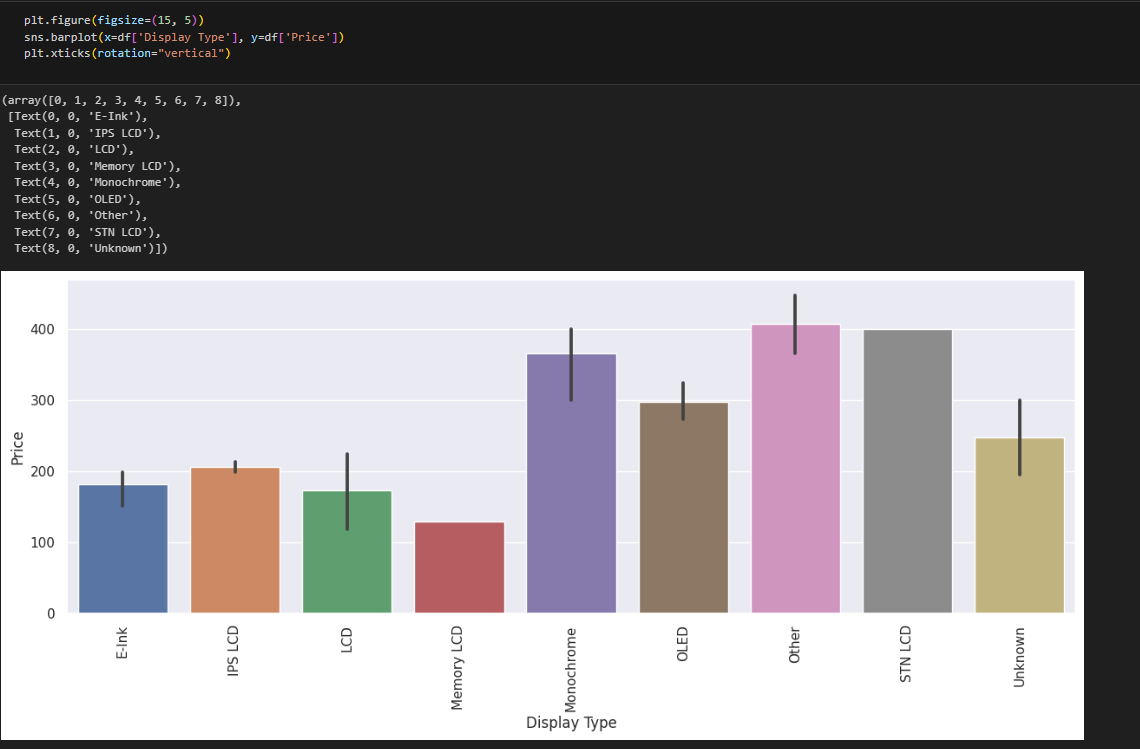 plt.figure(figsize=(15, 5))
sns.barplot(x=df['Display Type'], y=df['Price'])
plt.xticks(rotation="vertical")
(array([0, 1, 2, 3, 4, 5, 6, 7, 8]),
[Text(0, 0, 'E-Ink'),
Text(1, 0, 'IPS LCD'),
Text(2, 0, 'LCD'),
Text(3, 0, 'Memory LCD'),
Text(4, 0, 'Monochrome'),
Text(5, 0, 'OLED'),
Text(6, 0, 'Other'),
Text(7, 0, 'STN LCD'),
Text(8, 0, 'Unknown')])
400
300
200
100
0
Price
E-Ink
IPS LCD
LCD
Memory LCD
Monochrome
OLED
Other
STN LCD
Unknown
Display Type